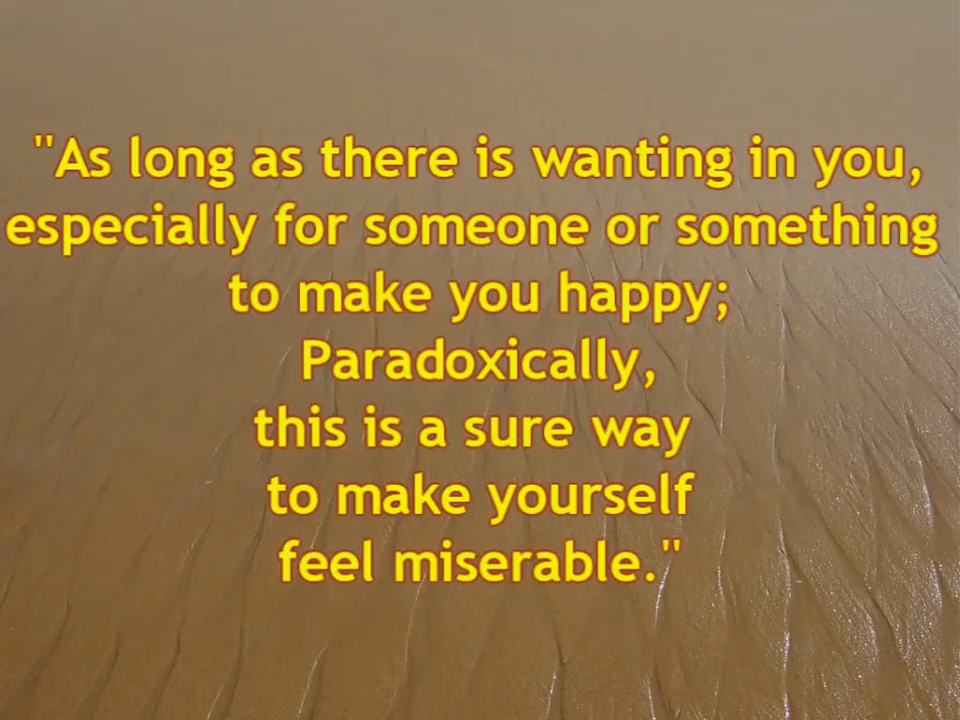 "As long as there is wanting in you,
especially for someone or something
to make you happy;
Paradoxically,
this is a sure way
to make yourself
feel miserable."